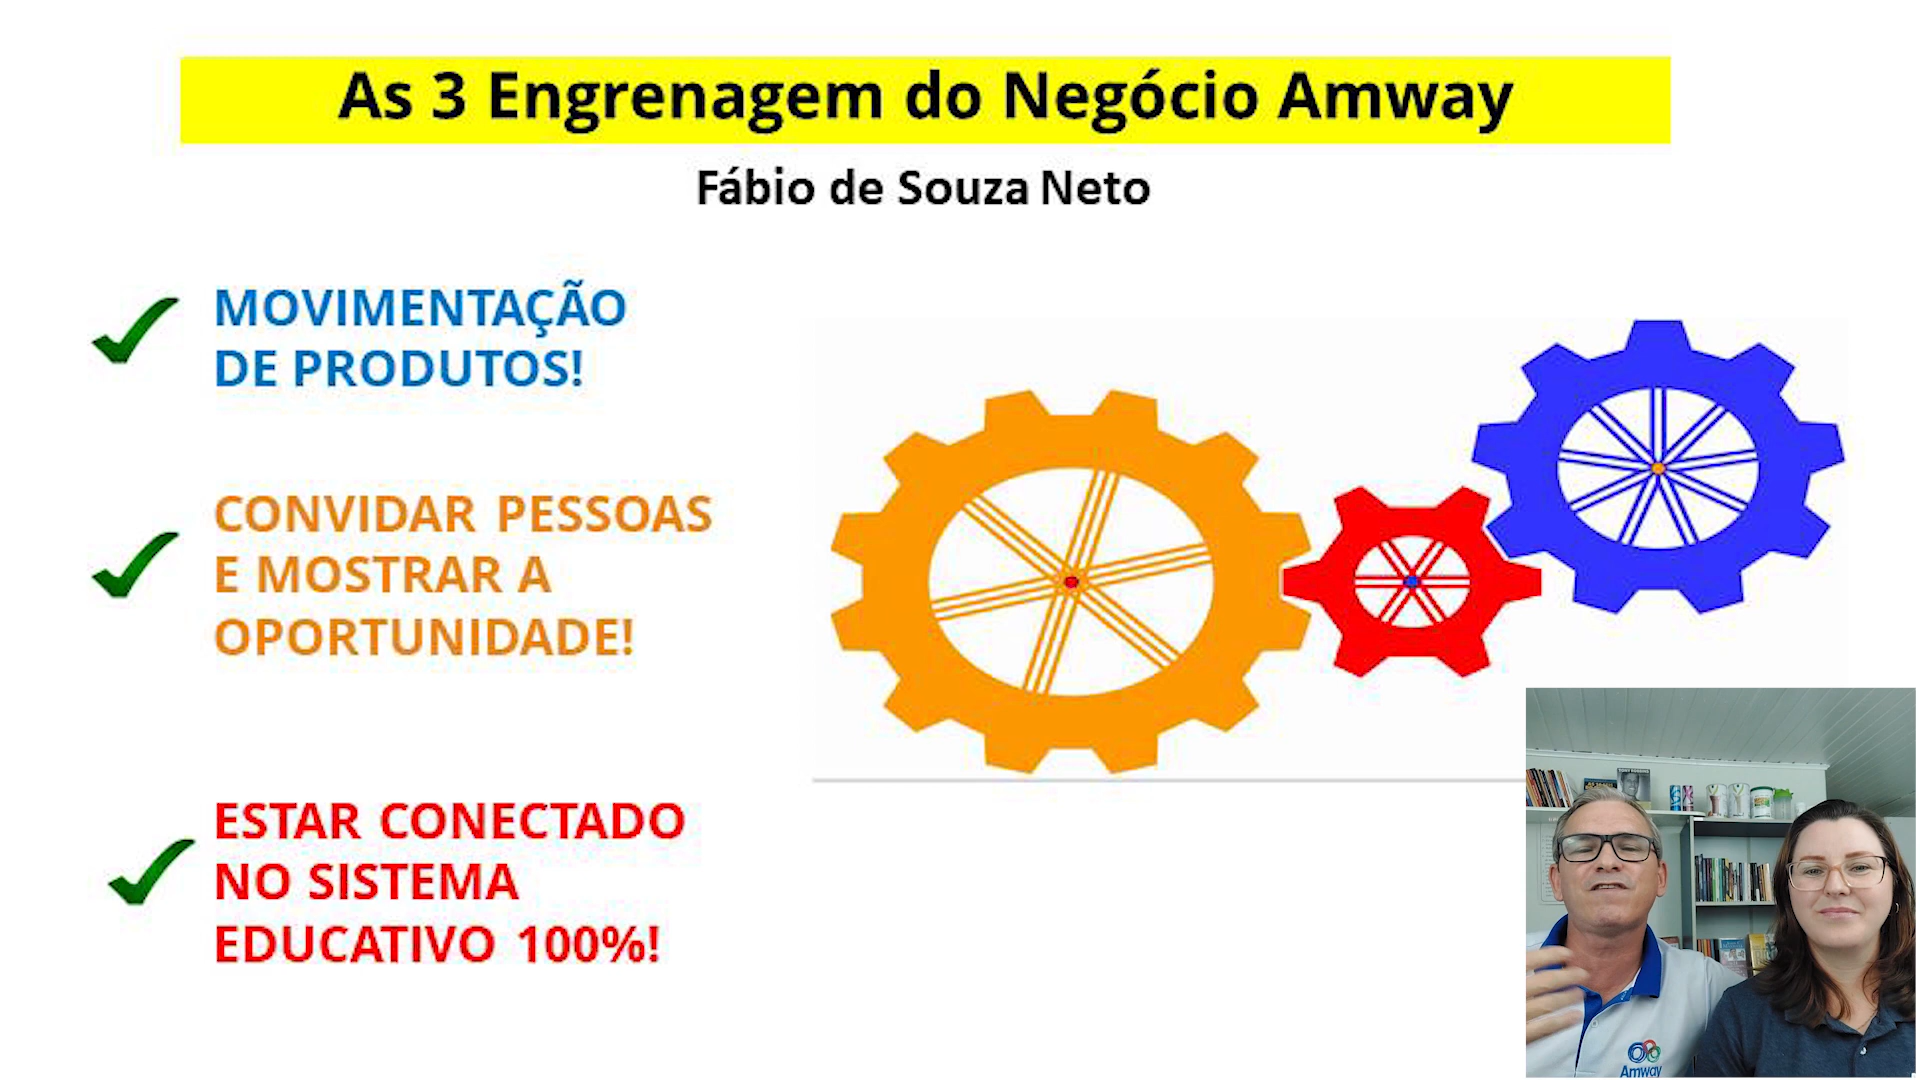 As 3 Engrenagem do Negócio Amway
Fábio de Souza Neto
MOVIMENTAÇÃO
DE PRODUTOS!
CONVIDAR PESSOAS
E MOSTRAR A
OPORTUNIDADE!
ESTAR CONECTADO
NO SISTEMA
EDUCATIVO 100%!
Amway